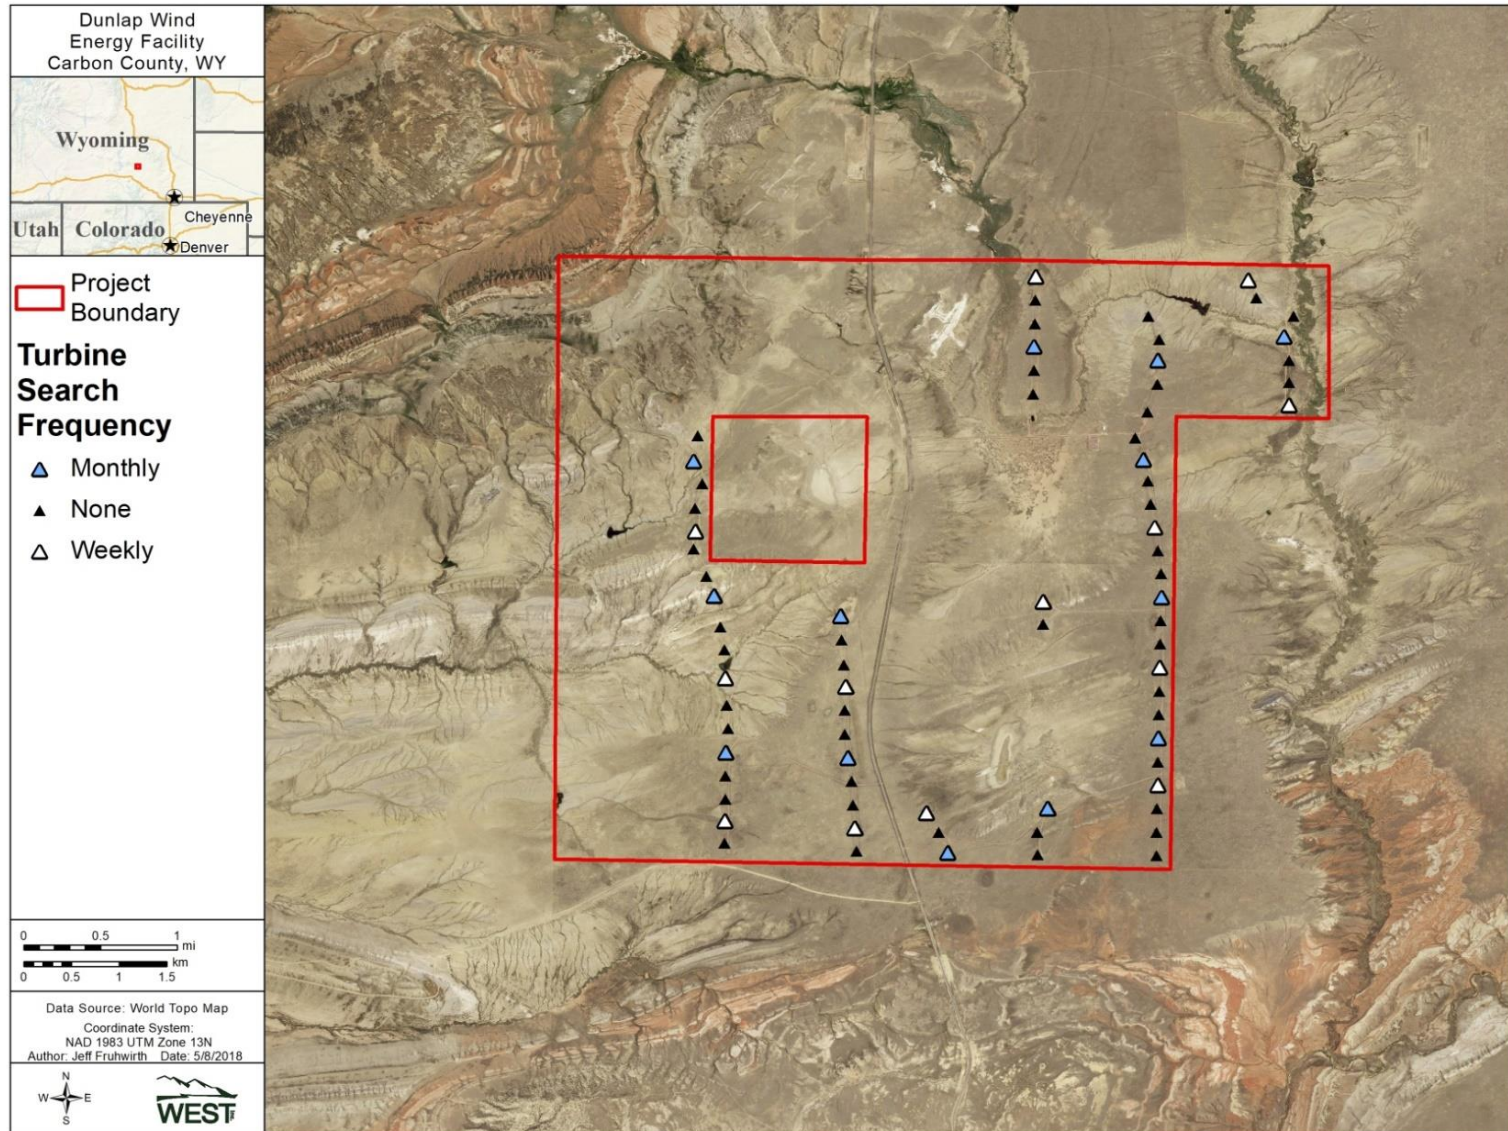 Dunlap Wind
Energy Facility
Carbon County, WY
Wyoming
Cheyenne
Utah
Colorado
Denver
Project
Boundary
Turbine
Search
Frequency
Monthly
None
Weekly
0 0.5 1
mi
km
0 0.5 1 1.5
Data Source: World Topo Map
Coordinate System:
NAD 1983 UTM Zone 13N
Author: Jeff Fruhwirth Date: 5/8/2018
N
W E
S
WEST